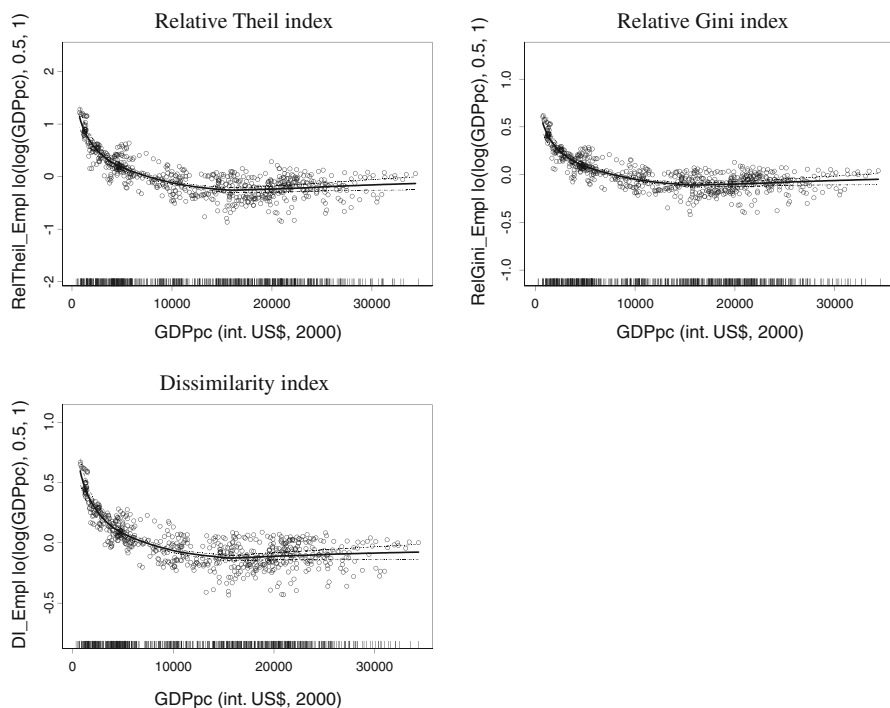 Relative Theil index
RelTheil_Empl lo(log(GDPpc), 0.5, 1)
2
1
0
-1
-2
0 10000 20000 30000
GDPpc (int. US$, 2000)
Relative Gini index
RelGini_Empl lo(log(GDPpc), 0.5, 1)
1.0
0.5
0.0
-0.5
-1.0
0 10000 20000 30000
GDPpc (int. US$, 2000)
Dissimilarity index
DI_Empl lo(log(GDPpc), 0.5, 1)
1.0
0.5
0.0
-0.5
0 10000 20000 30000
GDPpc (int. US$, 2000)